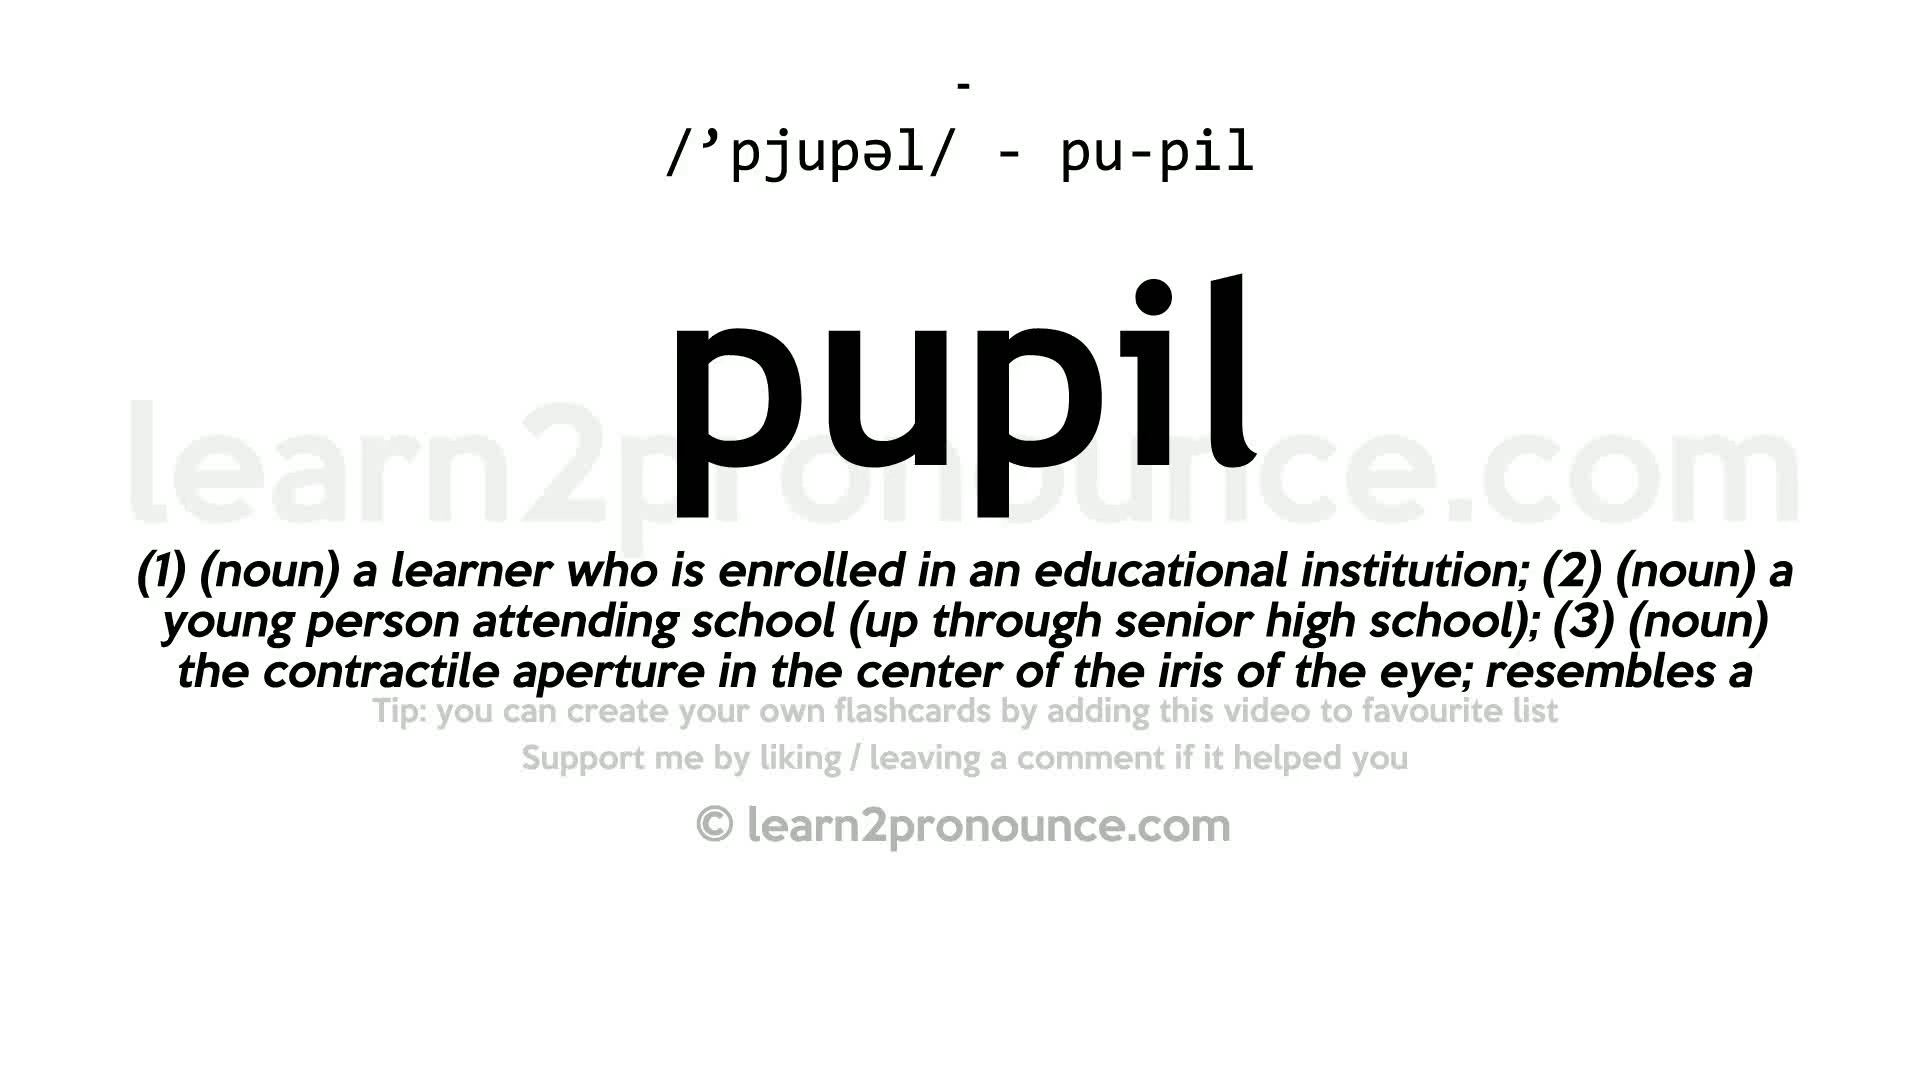 -
/’pjupəl/ - pu-pil
pupil
learn2pronounce.com
(1) (noun) a learner who is enrolled in an educational institution; (2) (noun) a
young person attending school (up through senior high school); (3) (noun)
the contractile aperture in the center of the iris of the eye; resembles a
Tip: you can create your own flashcards by adding this video to favourite list
Support me by liking / leaving a comment if it helped you
© learn2pronounce.com